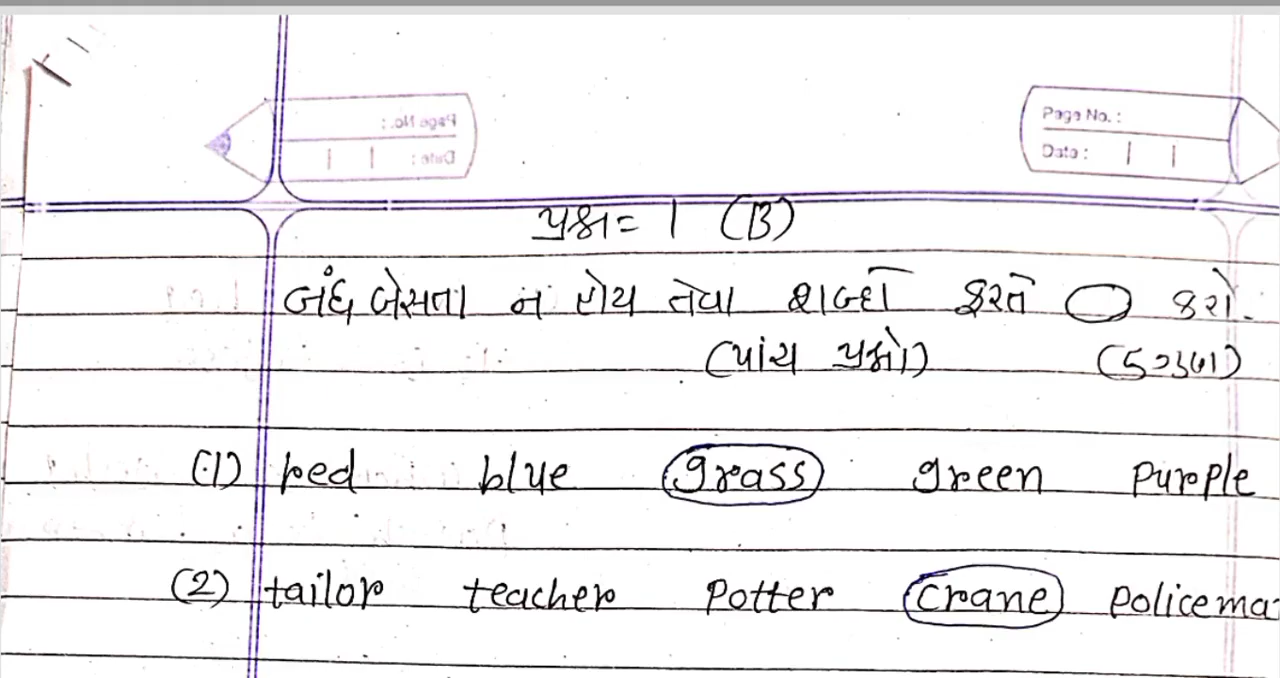 Page No. :
Date :
પ્રશ્ન= 1 (B)
બંધ બેસતા ન હોય તેવા શબ્દો ફરતે કરો.
(પાંચ પ્રશ્નો) (5 ગુણ)
(1) red blue grass green purple
(2) tailor teacher Potter crane policema